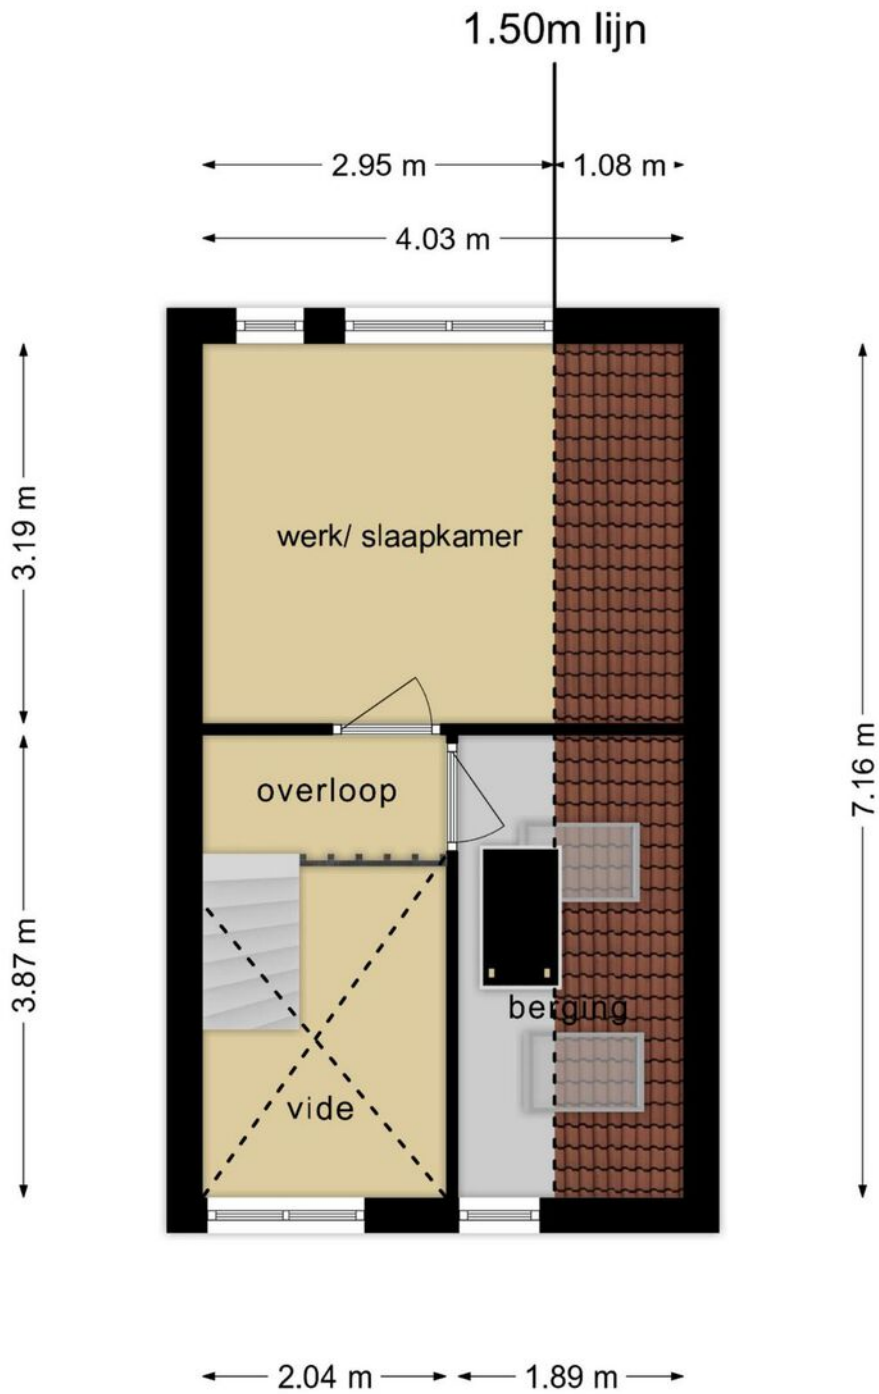 1.50m lijn
2.95 m
1.08 m
4.03 m
3.19 m
werk/ slaapkamer
7.16 m
overloop
3.87 m
berging
vide
2.04 m
1.89 m